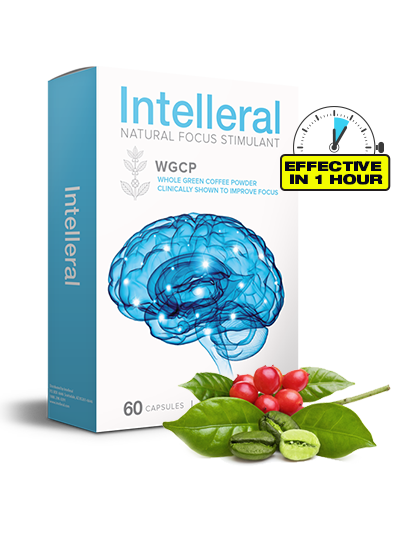 Intelleral
NATURAL FOCUS STIMULANT
WGCP
WHOLE GREEN COFFEE POWDER
CLINICALLY SHOWN TO IMPROVE FOCUS
EFFECTIVE
IN 1 HOUR
Intelleral
60 CAPSULES